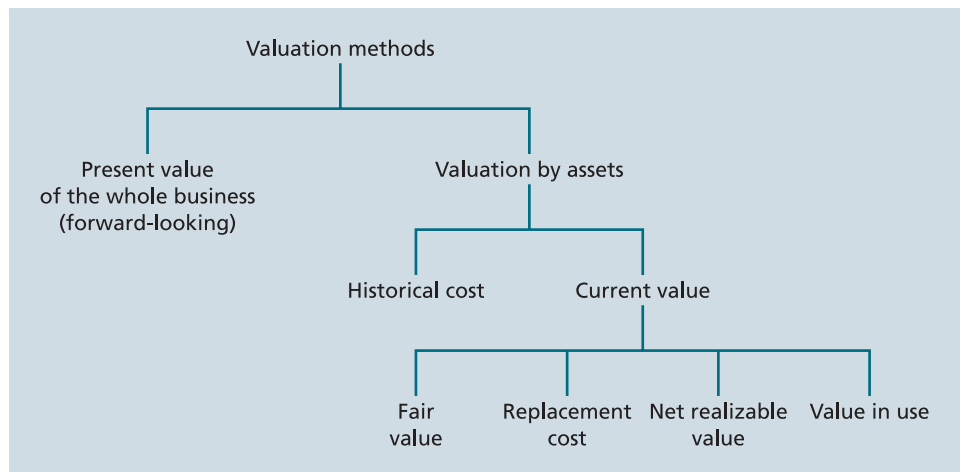 Valuation methods
Present value
of the whole business
(forward-looking)
Valuation by assets
Historical cost
Current value
Fair
value
Replacement
cost
Net realizable
value
Value in use